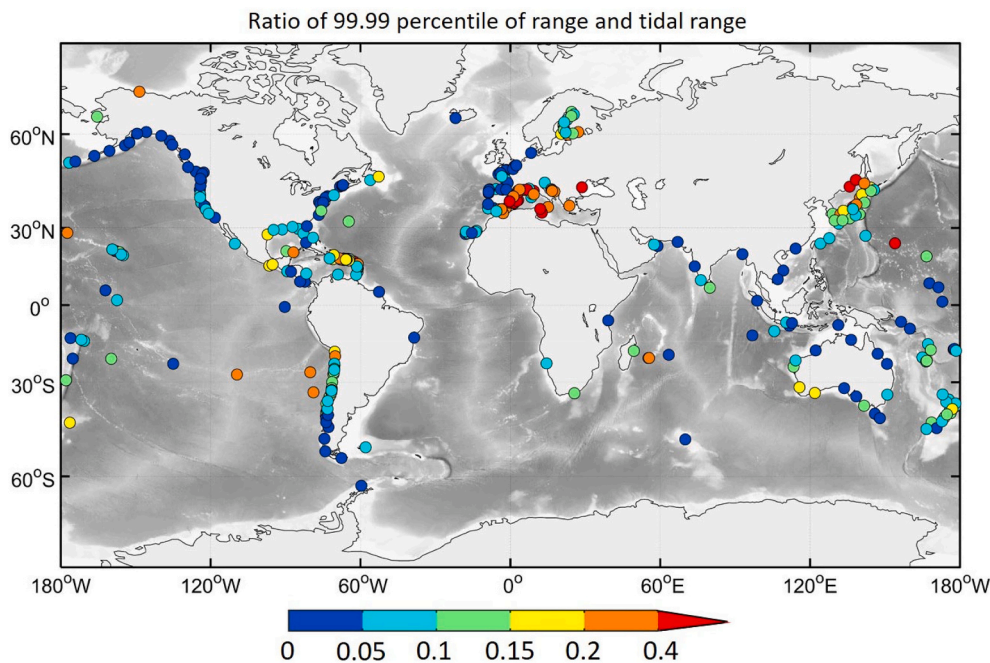 Ratio of 99.99 percentile of range and tidal range
60°N
30°N
0°
30°S
60°S
180°W 120°W 60°W 0° 60°E 120°E 180°W
0 0.05 0.1 0.15 0.2 0.4